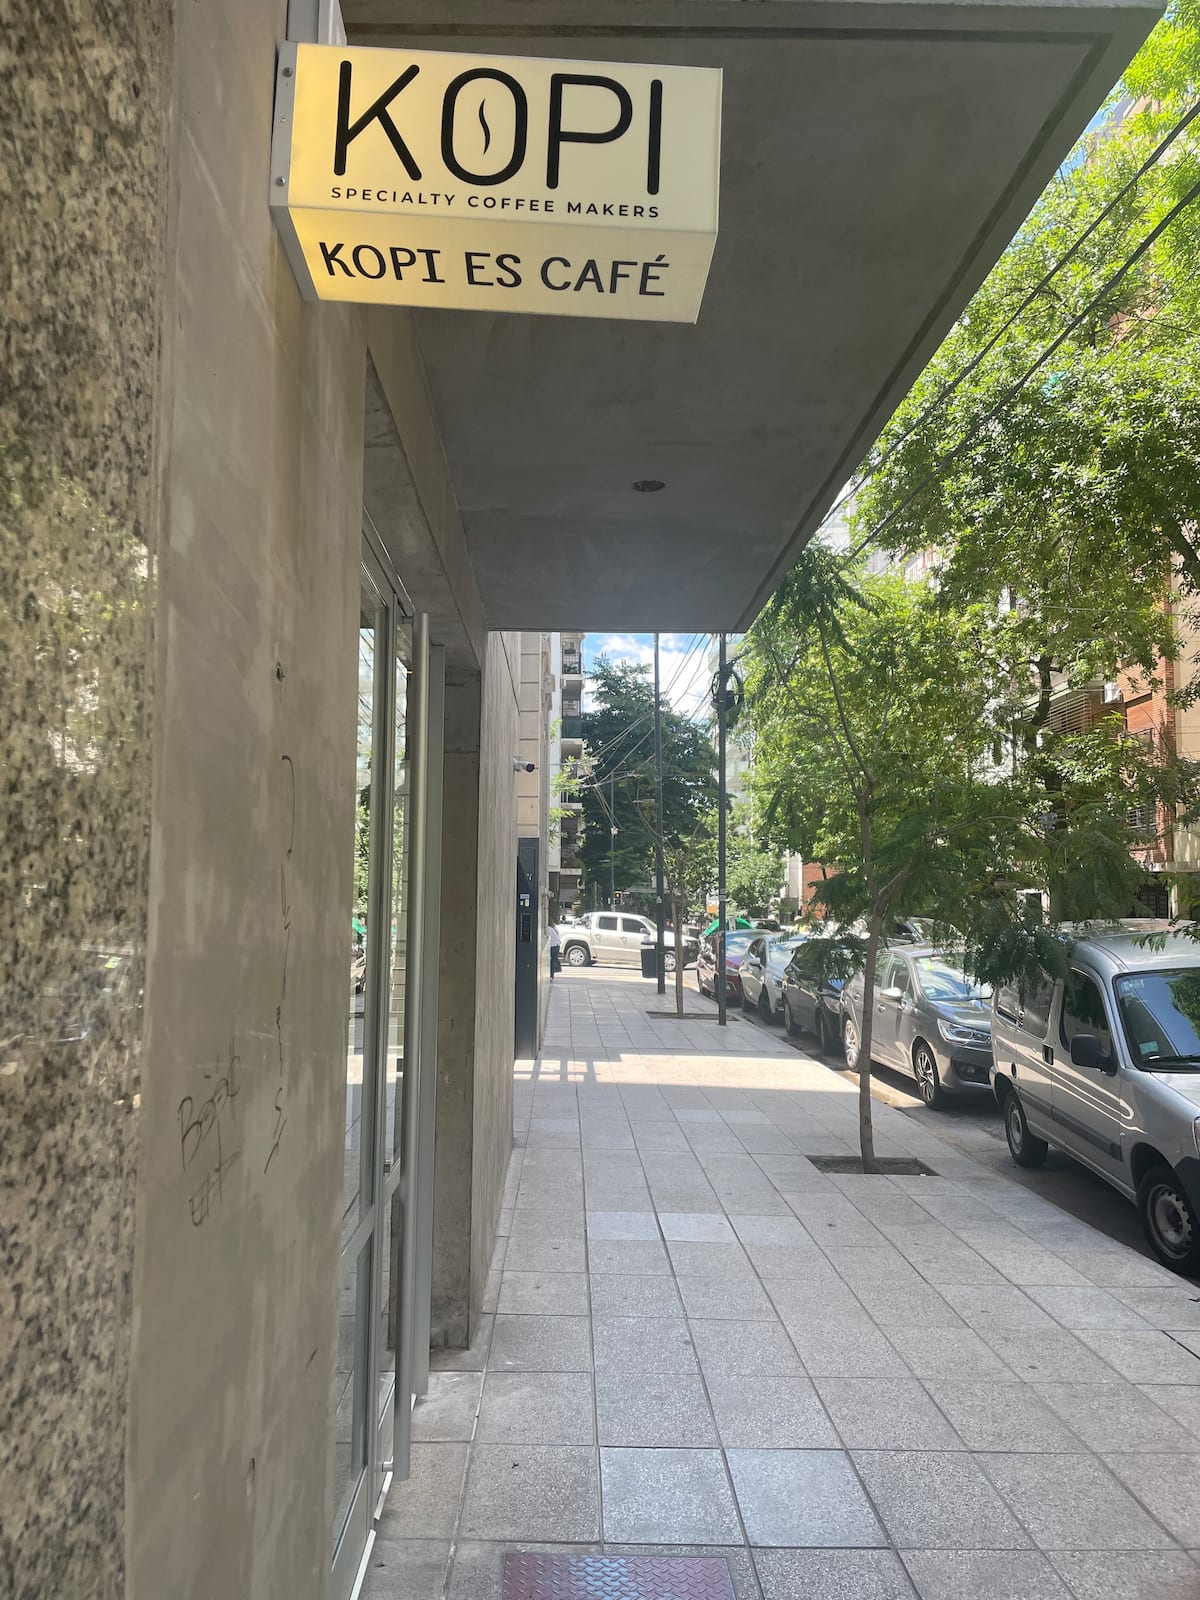 KOPI
SPECIALTY COFFEE MAKERS
KOPI ES CAFÉ